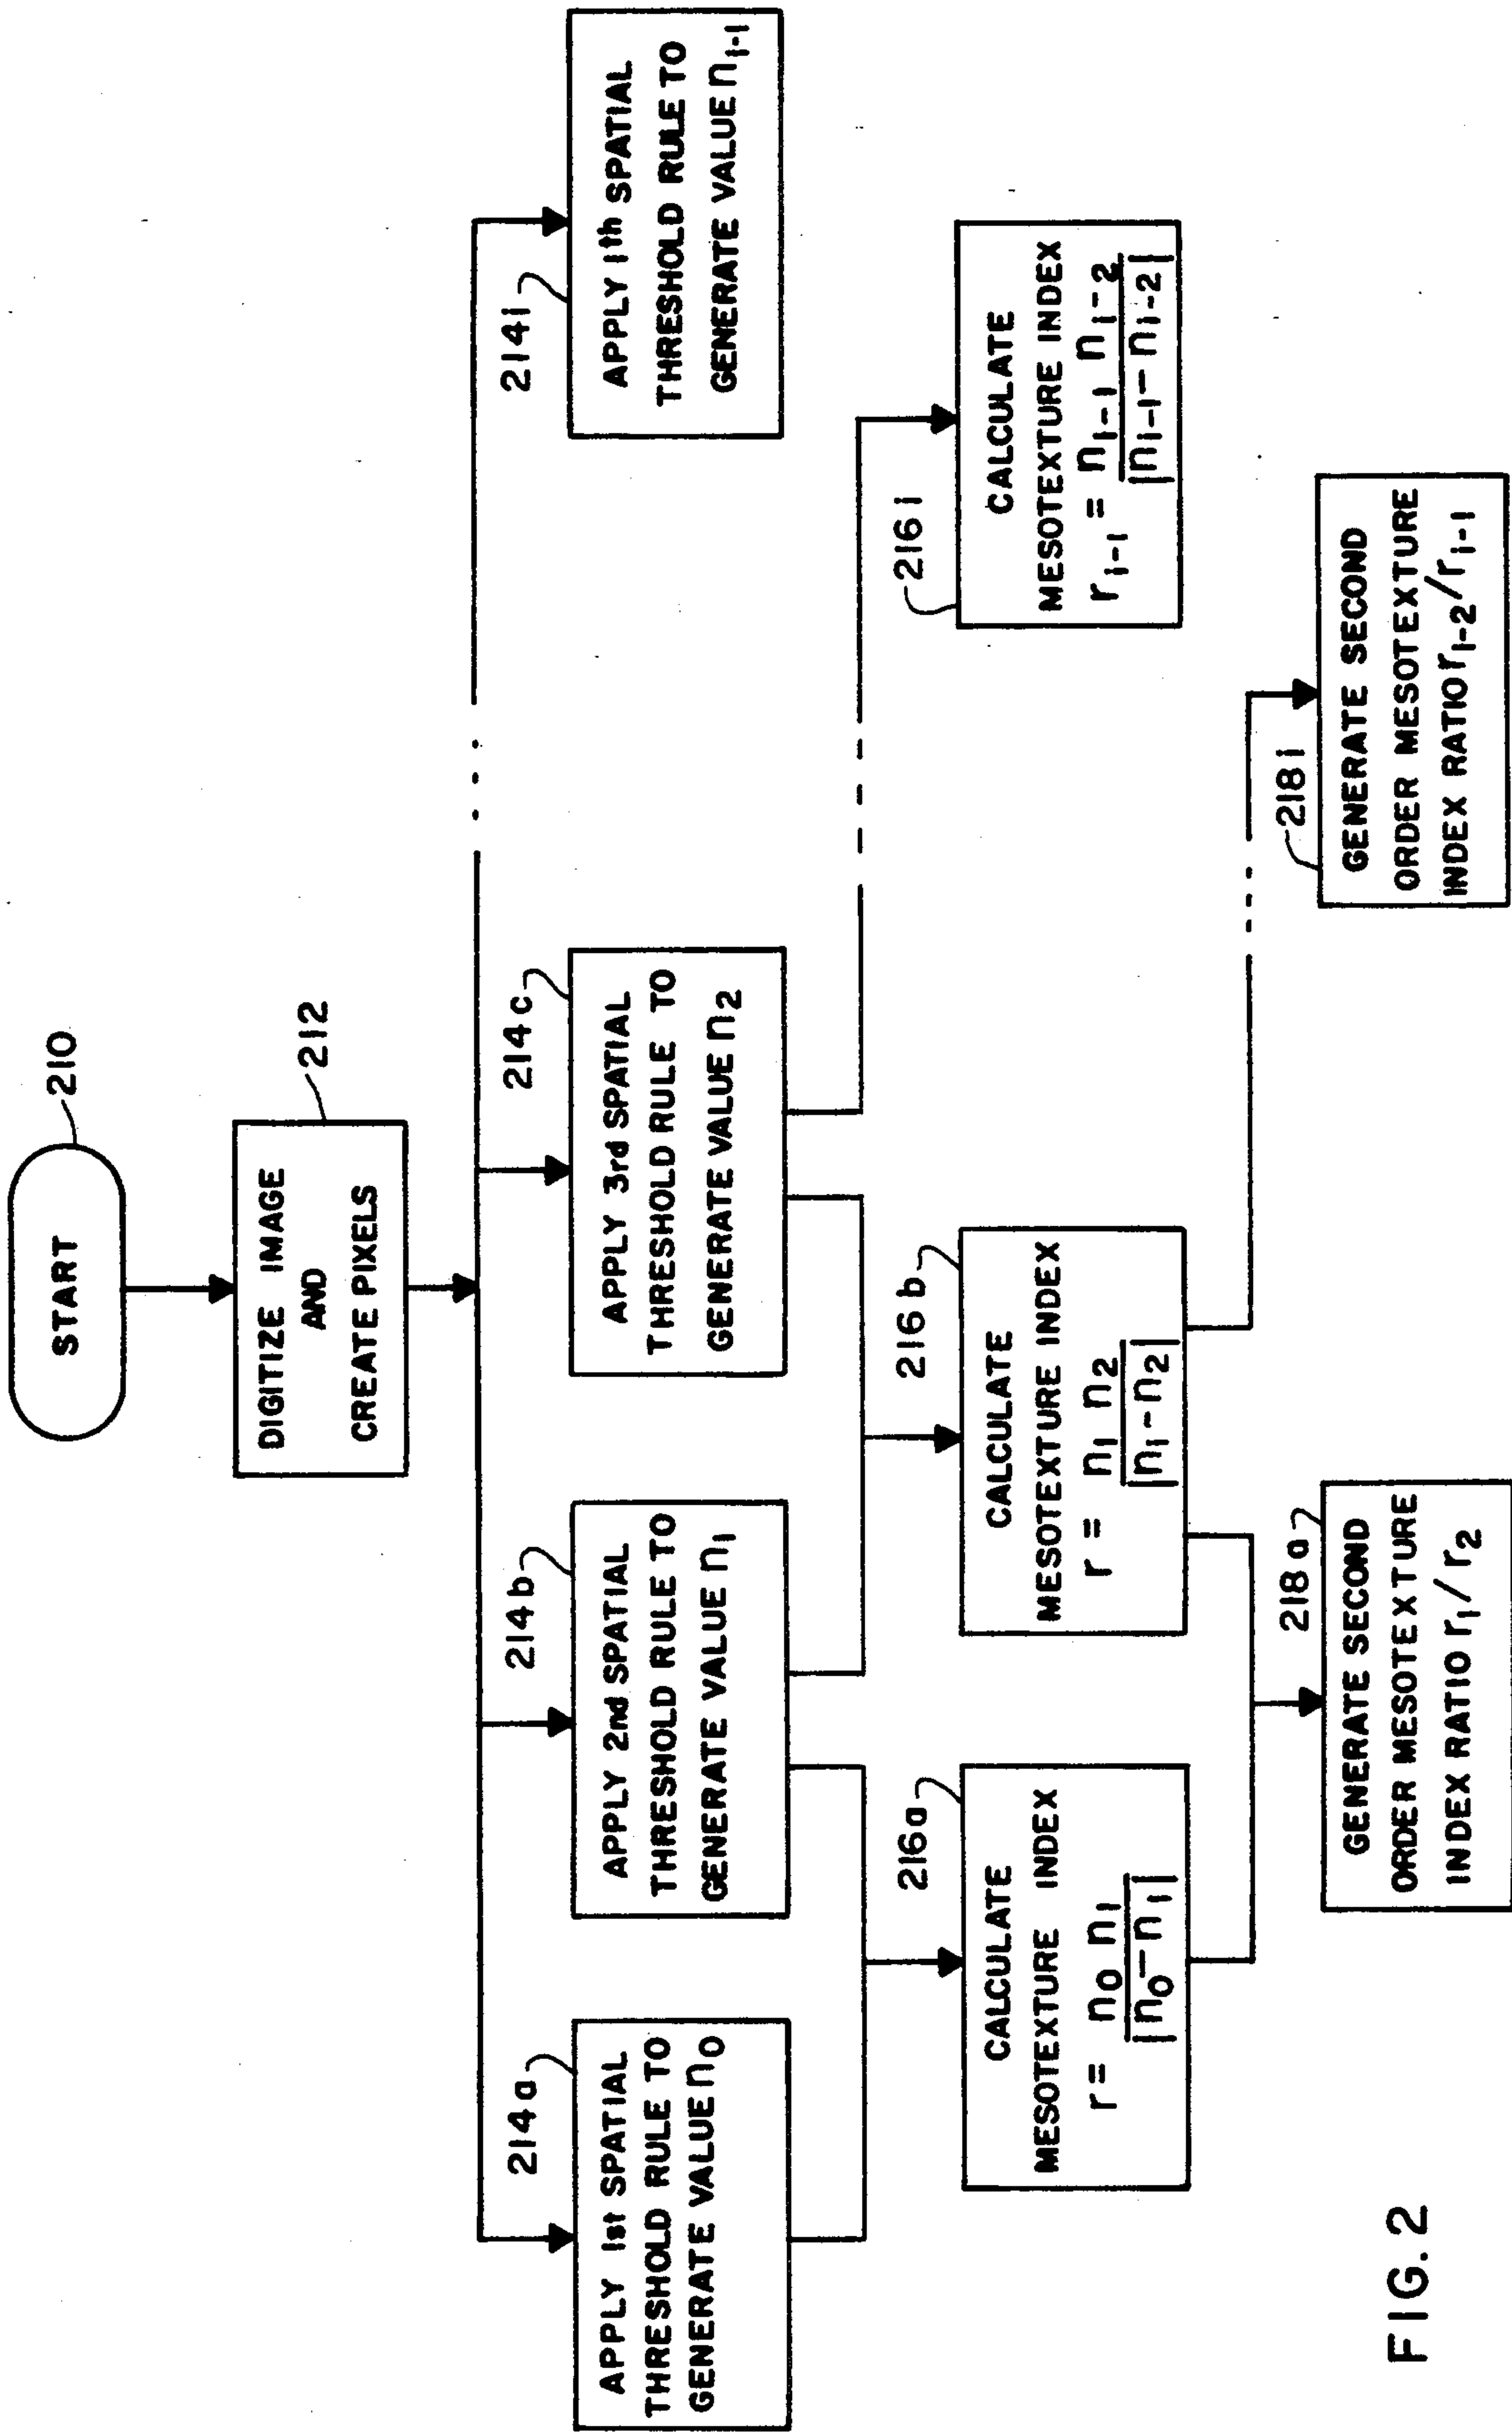 START
210
DIGITIZE IMAGE
AND
CREATE PIXELS
212
APPLY 1st SPATIAL
THRESHOLD RULE TO
GENERATE VALUE n0
214a
APPLY 2nd SPATIAL
THRESHOLD RULE TO
GENERATE VALUE n1
214b
APPLY 3rd SPATIAL
THRESHOLD RULE TO
GENERATE VALUE n2
214c
...
APPLY ith SPATIAL
THRESHOLD RULE TO
GENERATE VALUE ni-1
214i
CALCULATE
MESOTEXTURE INDEX
r = n0 n1
|n0-n1|
216a
CALCULATE
MESOTEXTURE INDEX
r = n1 n2
|n1-n2|
216b
CALCULATE
MESOTEXTURE INDEX
ri-1 = ni-1 ni-2
|ni-1-ni-2|
216i
GENERATE SECOND
ORDER MESOTEXTURE
INDEX RATIO r1/r2
218a
GENERATE SECOND
ORDER MESOTEXTURE
INDEX RATIO ri-2/ri-1
218i
FIG. 2